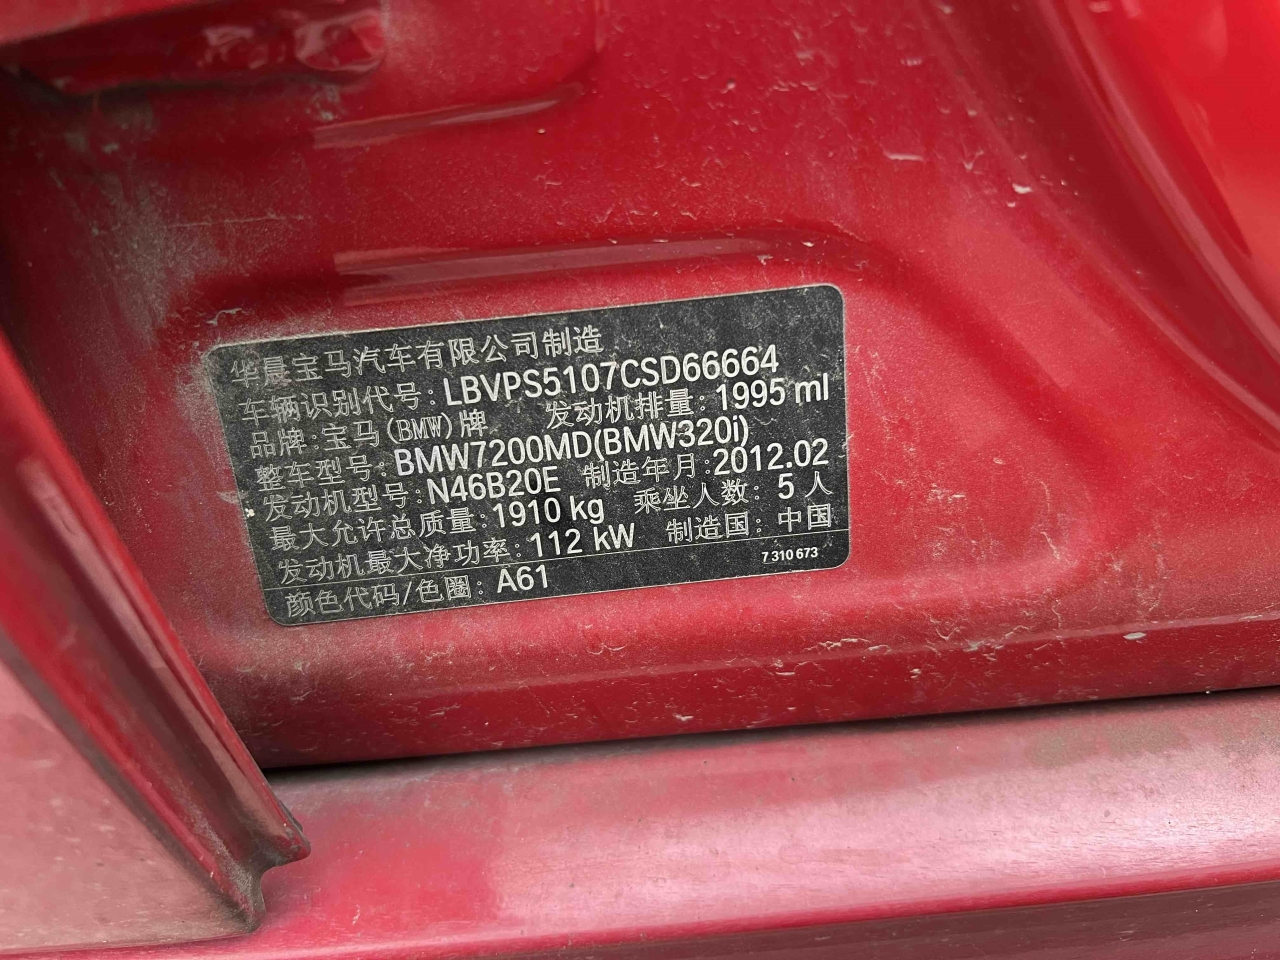 华晨宝马汽车有限公司制造
车辆识别代号: LBVPS5107CSD66664
品牌: 宝马(BMW)牌 发动机排量: 1995 ml
整车型号: BMW7200MD(BMW320i)
发动机型号: N46B20E 制造年月: 2012.02
最大允许总质量: 1910 kg 乘坐人数: 5 人
发动机最大净功率: 112 kW 制造国: 中国
颜色代码/色圈: A61 7 310 673